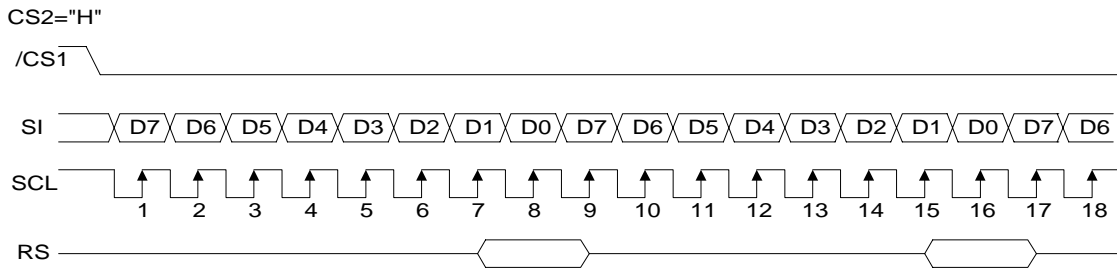 CS2="H"
/CS1
SI D7 D6 D5 D4 D3 D2 D1 D0 D7 D6 D5 D4 D3 D2 D1 D0 D7 D6
SCL
1 2 3 4 5 6 7 8 9 10 11 12 13 14 15 16 17 18
RS